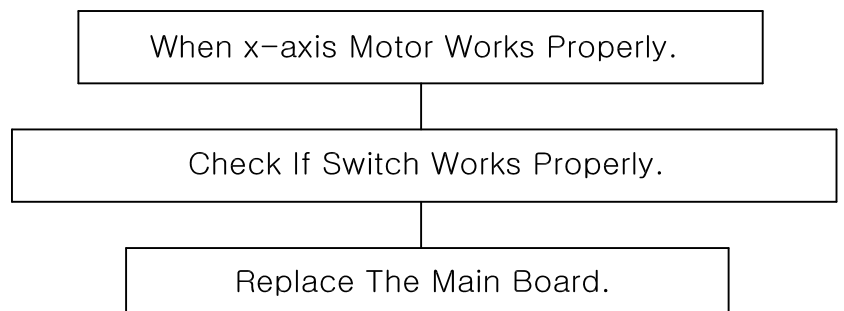 When x-axis Motor Works Properly.
Check If Switch Works Properly.
Replace The Main Board.